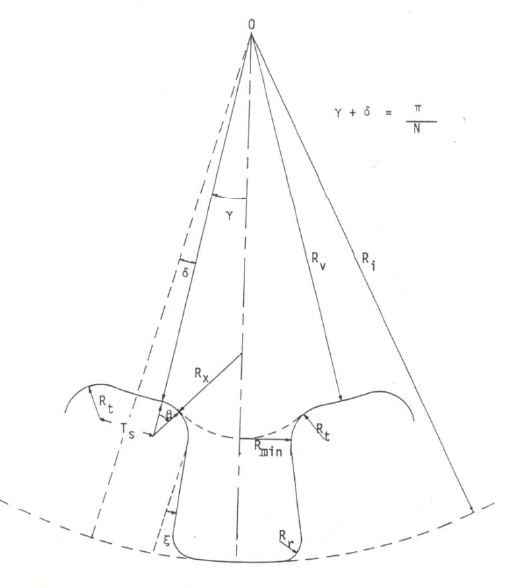 O
γ + δ = π
N
γ
δ
R_v
R_i
R_x
R_t
θ
T_s
R_t
R_min
ξ
R_r